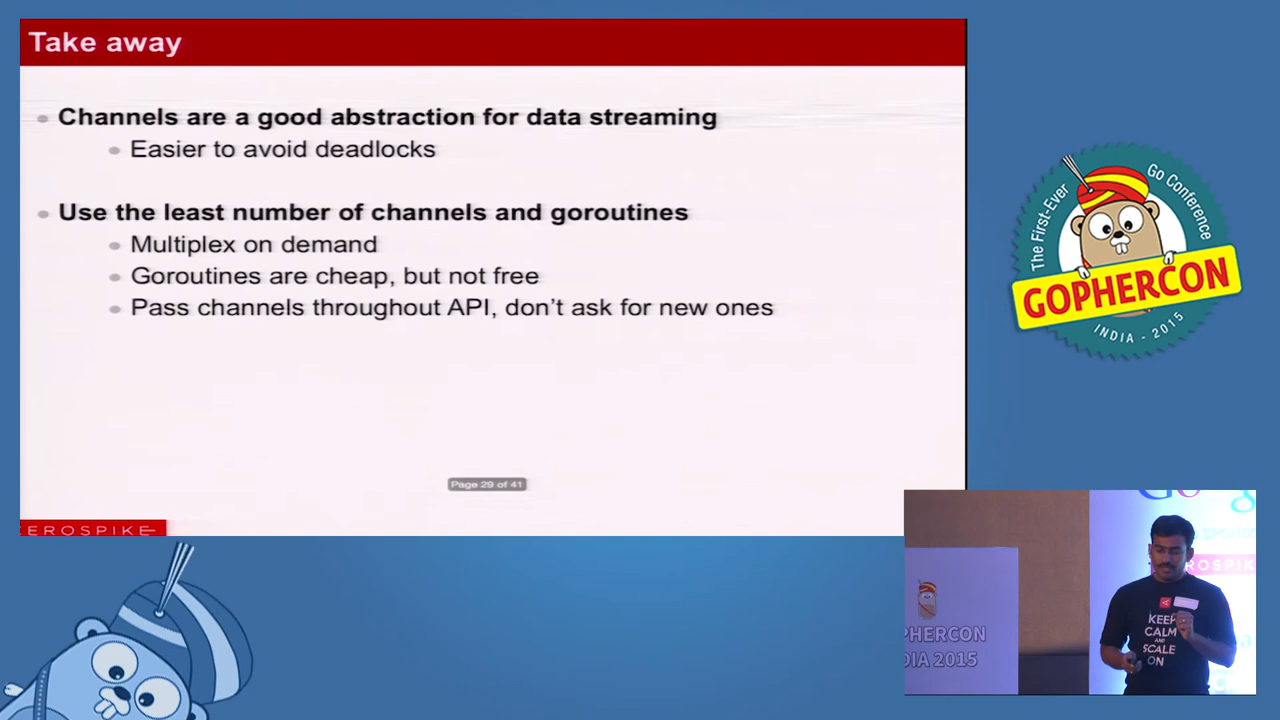 Take away
Channels are a good abstraction for data streaming
Easier to avoid deadlocks
Use the least number of channels and goroutines
Multiplex on demand
Goroutines are cheap, but not free
Pass channels throughout API, don't ask for new ones
Page 29 of 41
EROSPIKE
The First-Ever
Go Conference
GOPHERCON
INDIA - 2015
PHERCON
DIA 2015
SPONS
ROSPIK
KEEP
CALM
AND
SCALE
ON